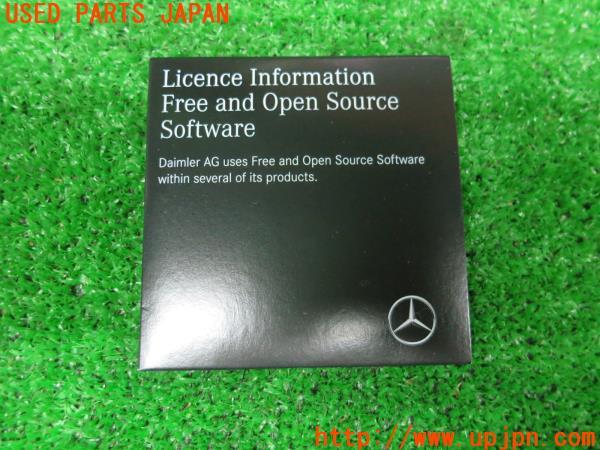 USED PARTS JAPAN
Licence Information
Free and Open Source
Software
Daimler AG uses Free and Open Source Software
within several of its products.
http://www.upjpn.com/